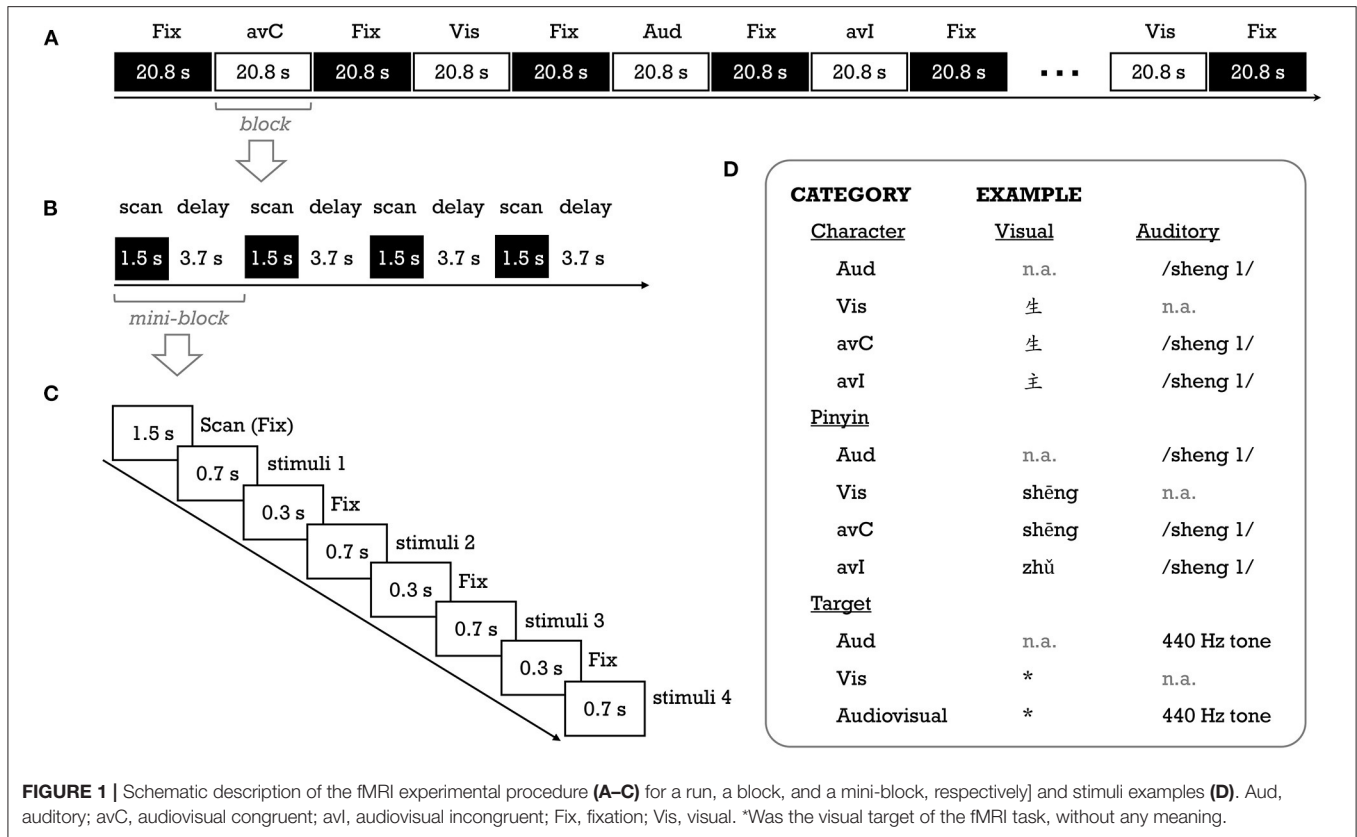 A
Fix avC Fix Vis Fix Aud Fix avI Fix Vis Fix
20.8 s 20.8 s 20.8 s 20.8 s 20.8 s 20.8 s 20.8 s 20.8 s 20.8 s ... 20.8 s 20.8 s
block
B
scan delay scan delay scan delay scan delay
1.5 s 3.7 s 1.5 s 3.7 s 1.5 s 3.7 s 1.5 s 3.7 s
mini-block
C
1.5 s Scan (Fix)
0.7 s stimuli 1
0.3 s Fix
0.7 s stimuli 2
0.3 s Fix
0.7 s stimuli 3
0.3 s Fix
0.7 s stimuli 4
D
CATEGORY EXAMPLE
Character Visual Auditory
Aud n.a. /sheng 1/
Vis 生 n.a.
avC 生 /sheng 1/
avI 主 /sheng 1/
Pinyin
Aud n.a. /sheng 1/
Vis shēng n.a.
avC shēng /sheng 1/
avI zhǔ /sheng 1/
Target
Aud n.a. 440 Hz tone
Vis * n.a.
Audiovisual * 440 Hz tone
FIGURE 1 | Schematic description of the fMRI experimental procedure (A–C) for a run, a block, and a mini-block, respectively] and stimuli examples (D). Aud,
auditory; avC, audiovisual congruent; avI, audiovisual incongruent; Fix, fixation; Vis, visual. *Was the visual target of the fMRI task, without any meaning.